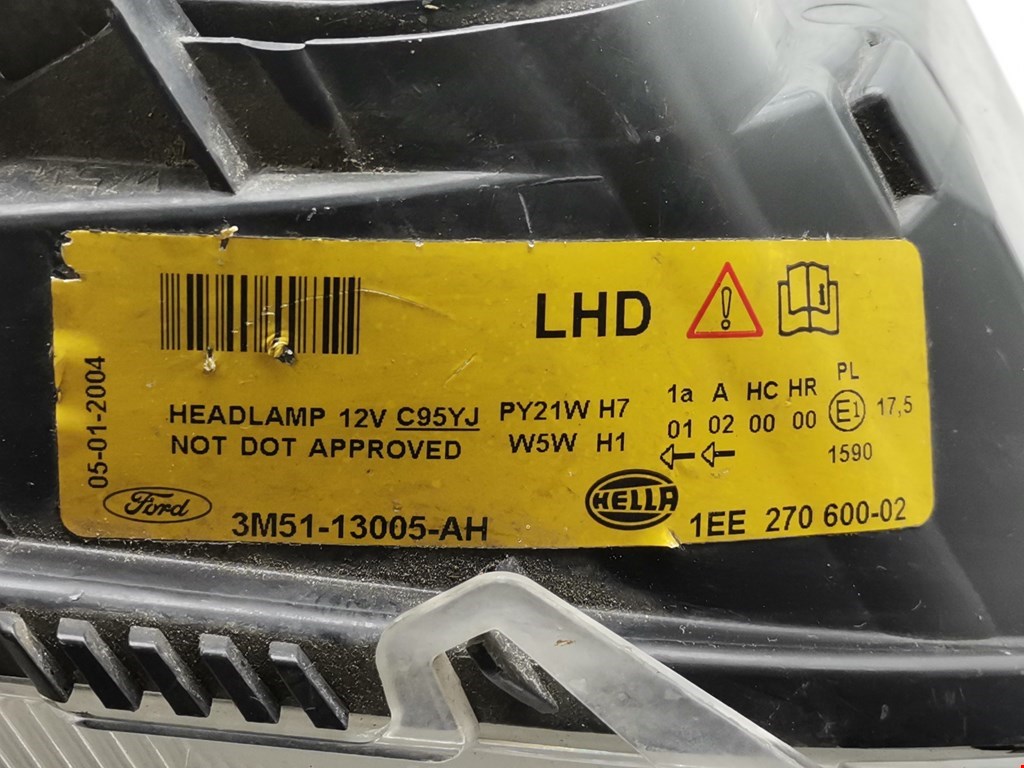 LHD
05-01-2004
HEADLAMP 12V C95YJ PY21W H7
NOT DOT APPROVED W5W H1
1a A HC HR PL
01 02 00 00 E1 17,5
1590
Ford
3M51-13005-AH
HELLA
1EE 270 600-02